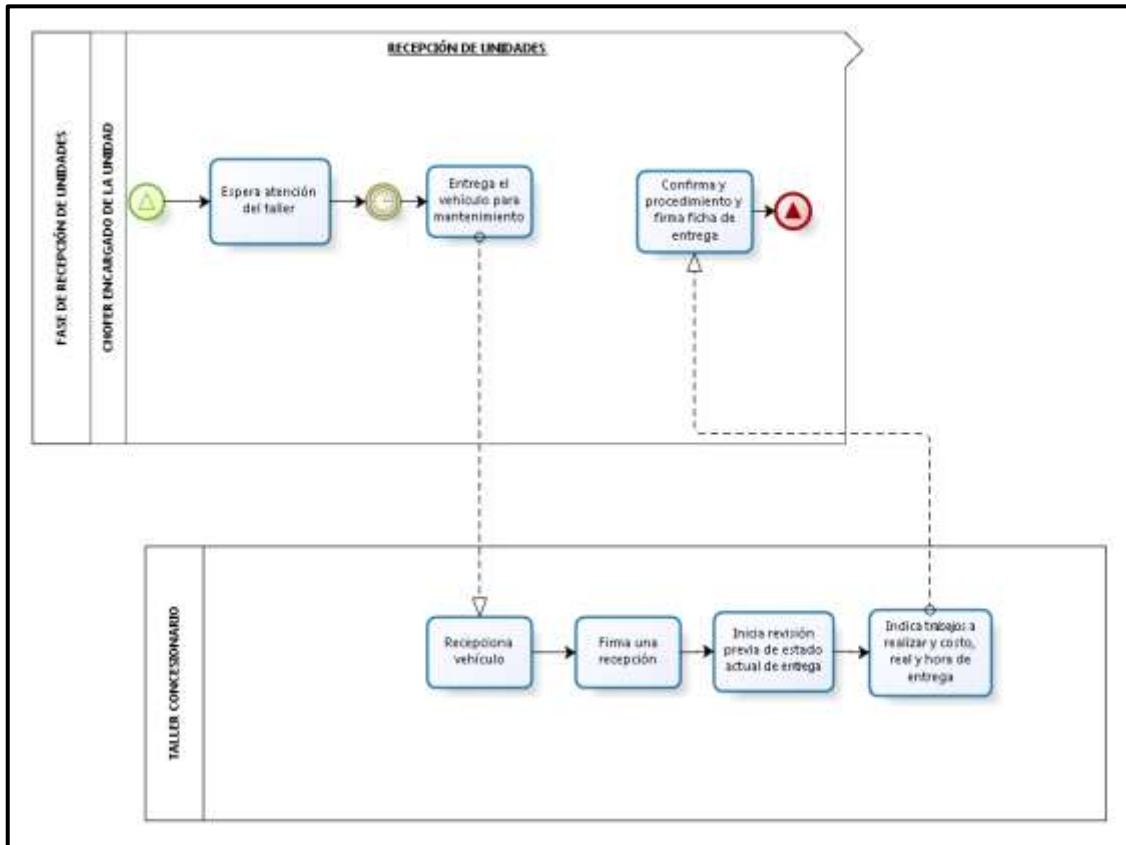 RECEPCIÓN DE UNIDADES
FASE DE RECEPCIÓN DE UNIDADES
CHOFER ENCARGADO DE LA UNIDAD
Espera atención
del taller
Entrega el
vehículo para
mantenimiento
Confirma y
procedimiento y
firma ficha de
entrega
TALLER CONCESIONARIO
Recepciona
vehículo
Firma una
recepción
Inicia revisión
previa de estado
actual de entrega
Indica trabajos a
realizar y costo,
real y hora de
entrega